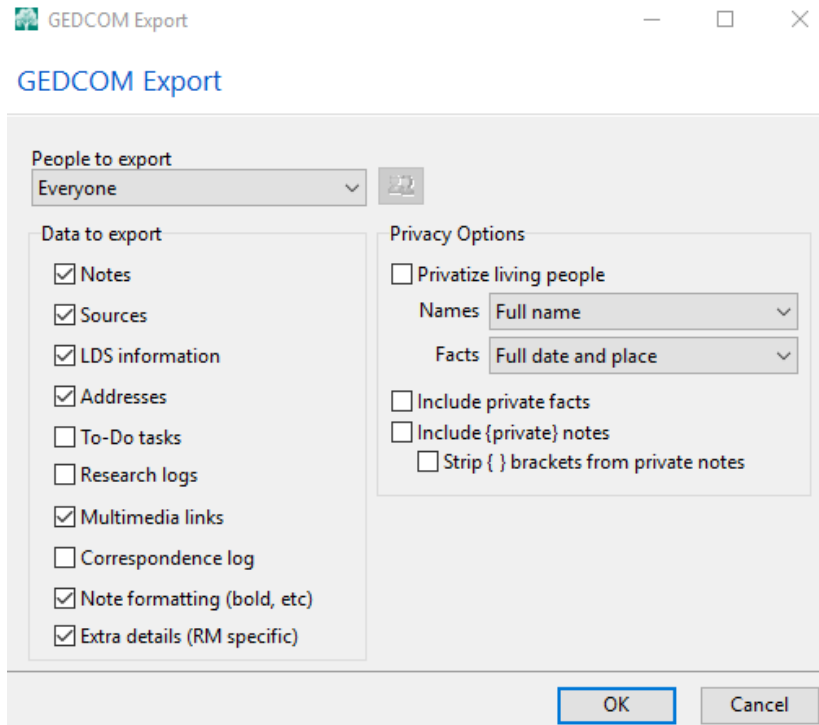 GEDCOM Export
GEDCOM Export
People to export
Everyone
Data to export
Notes
Sources
LDS information
Addresses
To-Do tasks
Research logs
Multimedia links
Correspondence log
Note formatting (bold, etc)
Extra details (RM specific)
Privacy Options
Privatize living people
Names Full name
Facts Full date and place
Include private facts
Include {private} notes
Strip { } brackets from private notes
OK Cancel